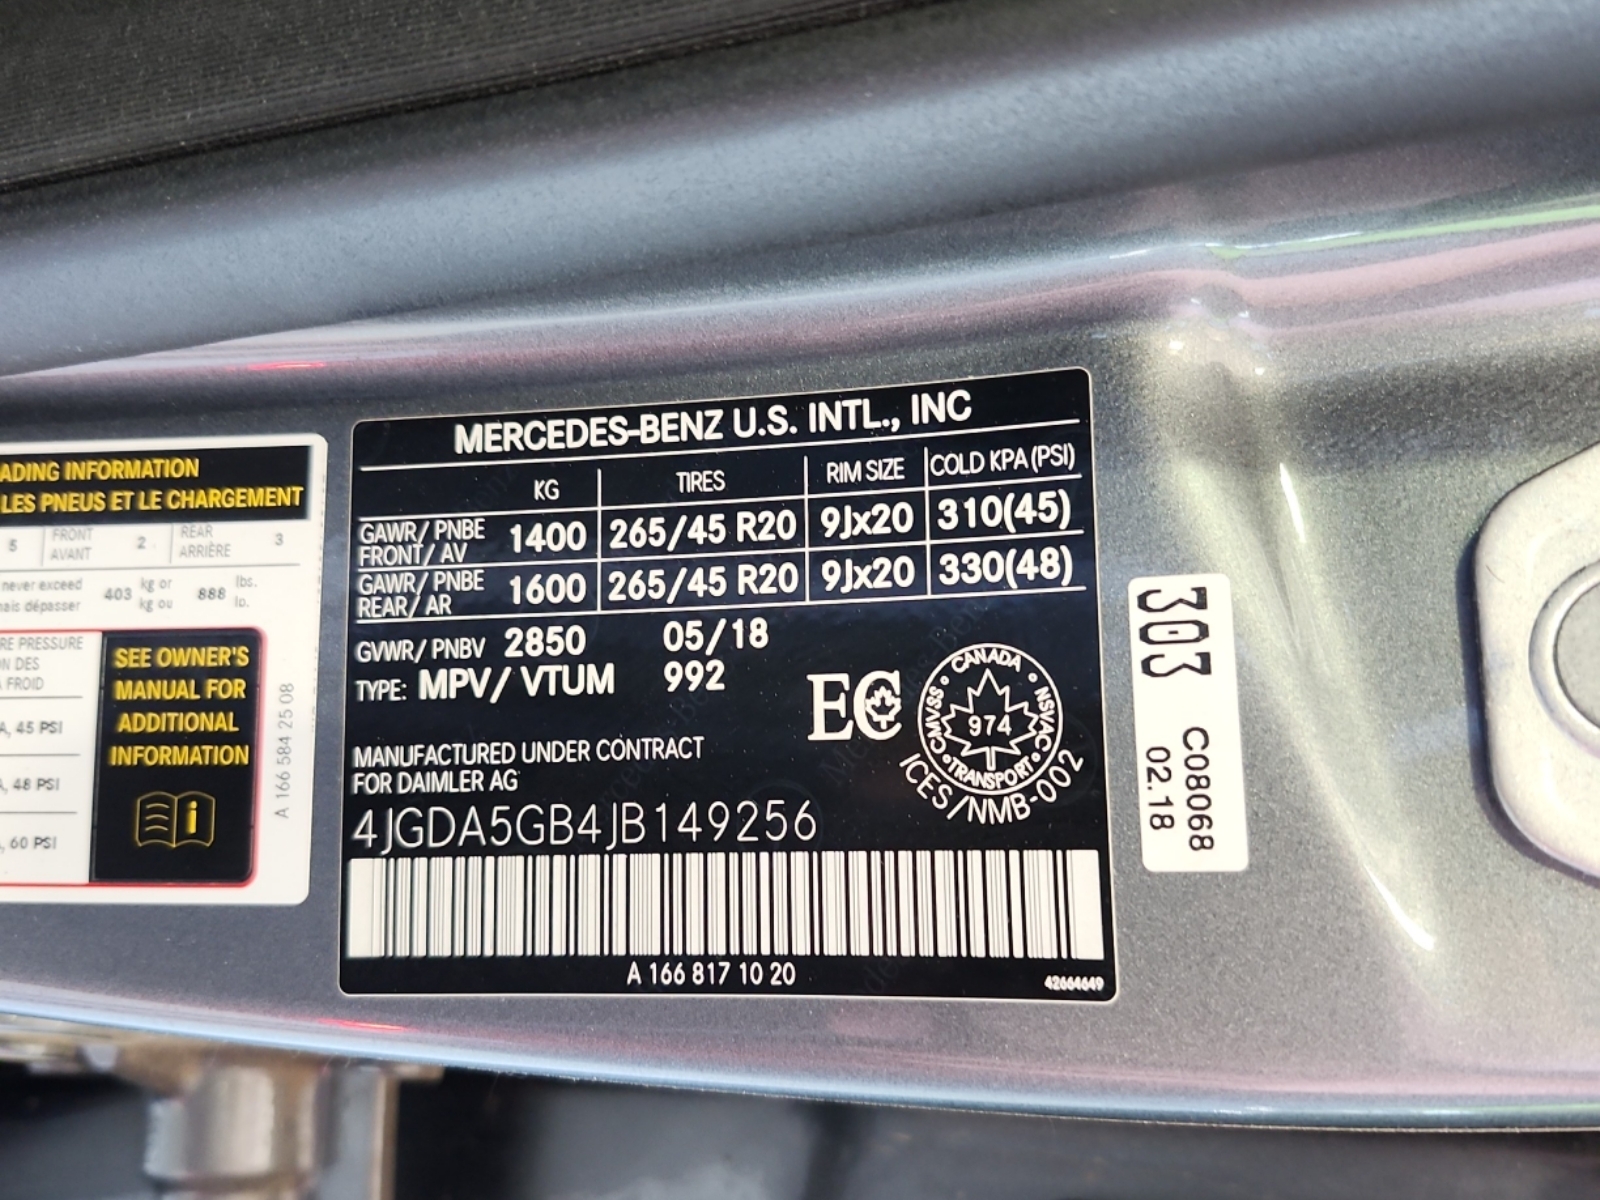 ADING INFORMATION
LES PNEUS ET LE CHARGEMENT
5 FRONT AVANT 2 REAR ARRIÈRE 3
never exceed 403 kg or 888 lbs.
mais dépasser kg ou lo.
RE PRESSURE
ON DES
FROID
A, 45 PSI
A, 48 PSI
A, 60 PSI
SEE OWNER'S
MANUAL FOR
ADDITIONAL
INFORMATION
A 166 584 25 08
MERCEDES-BENZ U.S. INTL., INC
KG TIRES RIM SIZE COLD KPA (PSI)
GAWR/ PNBE FRONT/ AV 1400 265/45 R20 9Jx20 310(45)
GAWR/ PNBE REAR/ AR 1600 265/45 R20 9Jx20 330(48)
GVWR/ PNBV 2850 05/18
TYPE: MPV/ VTUM 992
EC
CANADA
CMVSS NSVAC
974
TRANSPORT
ICES/NMB-002
MANUFACTURED UNDER CONTRACT
FOR DAIMLER AG
4JGDA5GB4JB149256
A 166 817 10 20
42664649
303 C08068
02.18